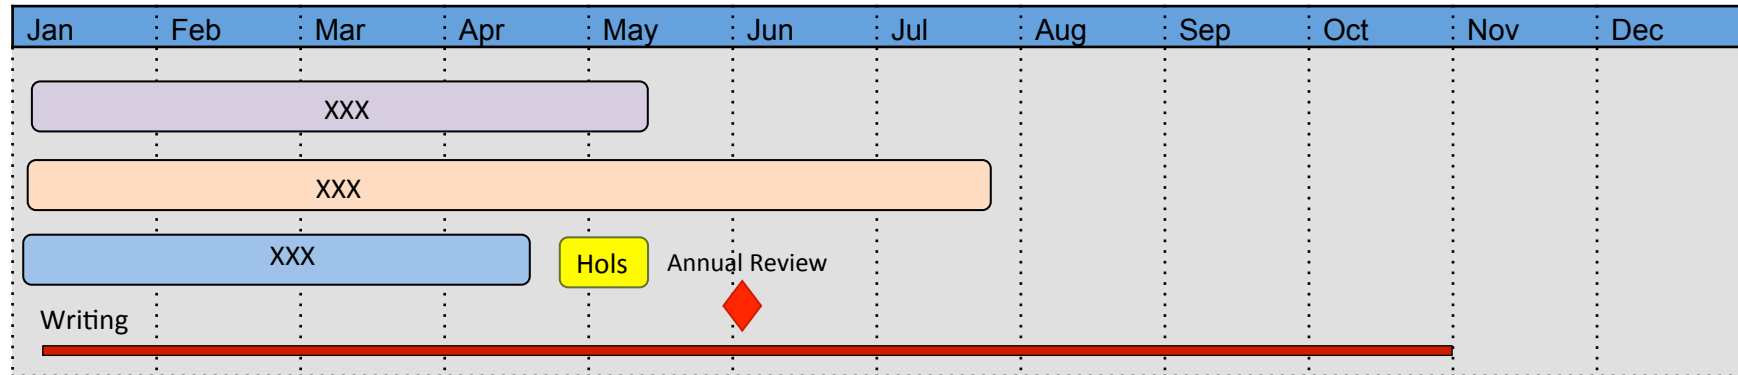 Jan Feb Mar Apr May Jun Jul Aug Sep Oct Nov Dec
XXX
XXX
XXX
Hols
Annual Review
Writing